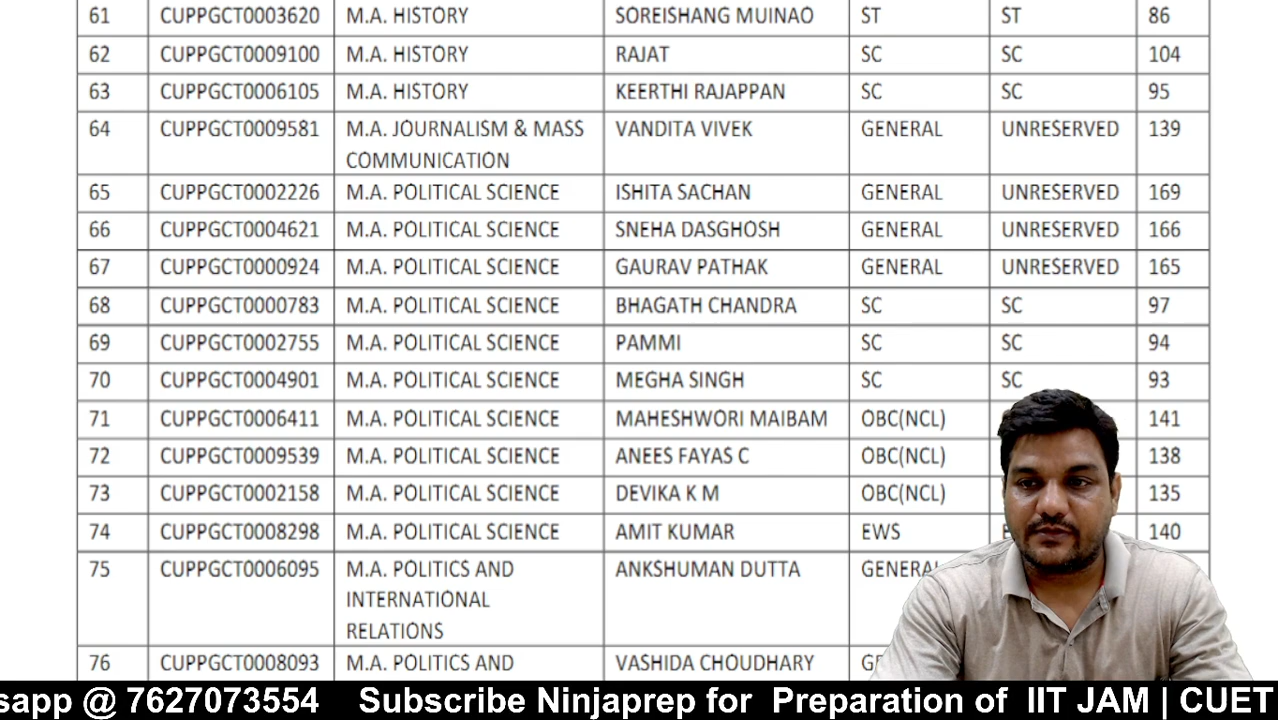 61 CUPPGCT0003620 M.A. HISTORY SOREISHANG MUINAO ST ST 86
62 CUPPGCT0009100 M.A. HISTORY RAJAT SC SC 104
63 CUPPGCT0006105 M.A. HISTORY KEERTHI RAJAPPAN SC SC 95
64 CUPPGCT0009581 M.A. JOURNALISM & MASS VANDITA VIVEK GENERAL UNRESERVED 139
COMMUNICATION
65 CUPPGCT0002226 M.A. POLITICAL SCIENCE ISHITA SACHAN GENERAL UNRESERVED 169
66 CUPPGCT0004621 M.A. POLITICAL SCIENCE SNEHA DASGHOSH GENERAL UNRESERVED 166
67 CUPPGCT0000924 M.A. POLITICAL SCIENCE GAURAV PATHAK GENERAL UNRESERVED 165
68 CUPPGCT0000783 M.A. POLITICAL SCIENCE BHAGATH CHANDRA SC SC 97
69 CUPPGCT0002755 M.A. POLITICAL SCIENCE PAMMI SC SC 94
70 CUPPGCT0004901 M.A. POLITICAL SCIENCE MEGHA SINGH SC SC 93
71 CUPPGCT0006411 M.A. POLITICAL SCIENCE MAHESHWORI MAIBAM OBC(NCL) 141
72 CUPPGCT0009539 M.A. POLITICAL SCIENCE ANEES FAYAS C OBC(NCL) 138
73 CUPPGCT0002158 M.A. POLITICAL SCIENCE DEVIKA K M OBC(NCL) 135
74 CUPPGCT0008298 M.A. POLITICAL SCIENCE AMIT KUMAR EWS 140
75 CUPPGCT0006095 M.A. POLITICS AND ANKSHUMAN DUTTA GENERAL
INTERNATIONAL
RELATIONS
76 CUPPGCT0008093 M.A. POLITICS AND VASHIDA CHOUDHARY
sapp @ 7627073554 Subscribe Ninjaprep for Preparation of IIT JAM | CUET